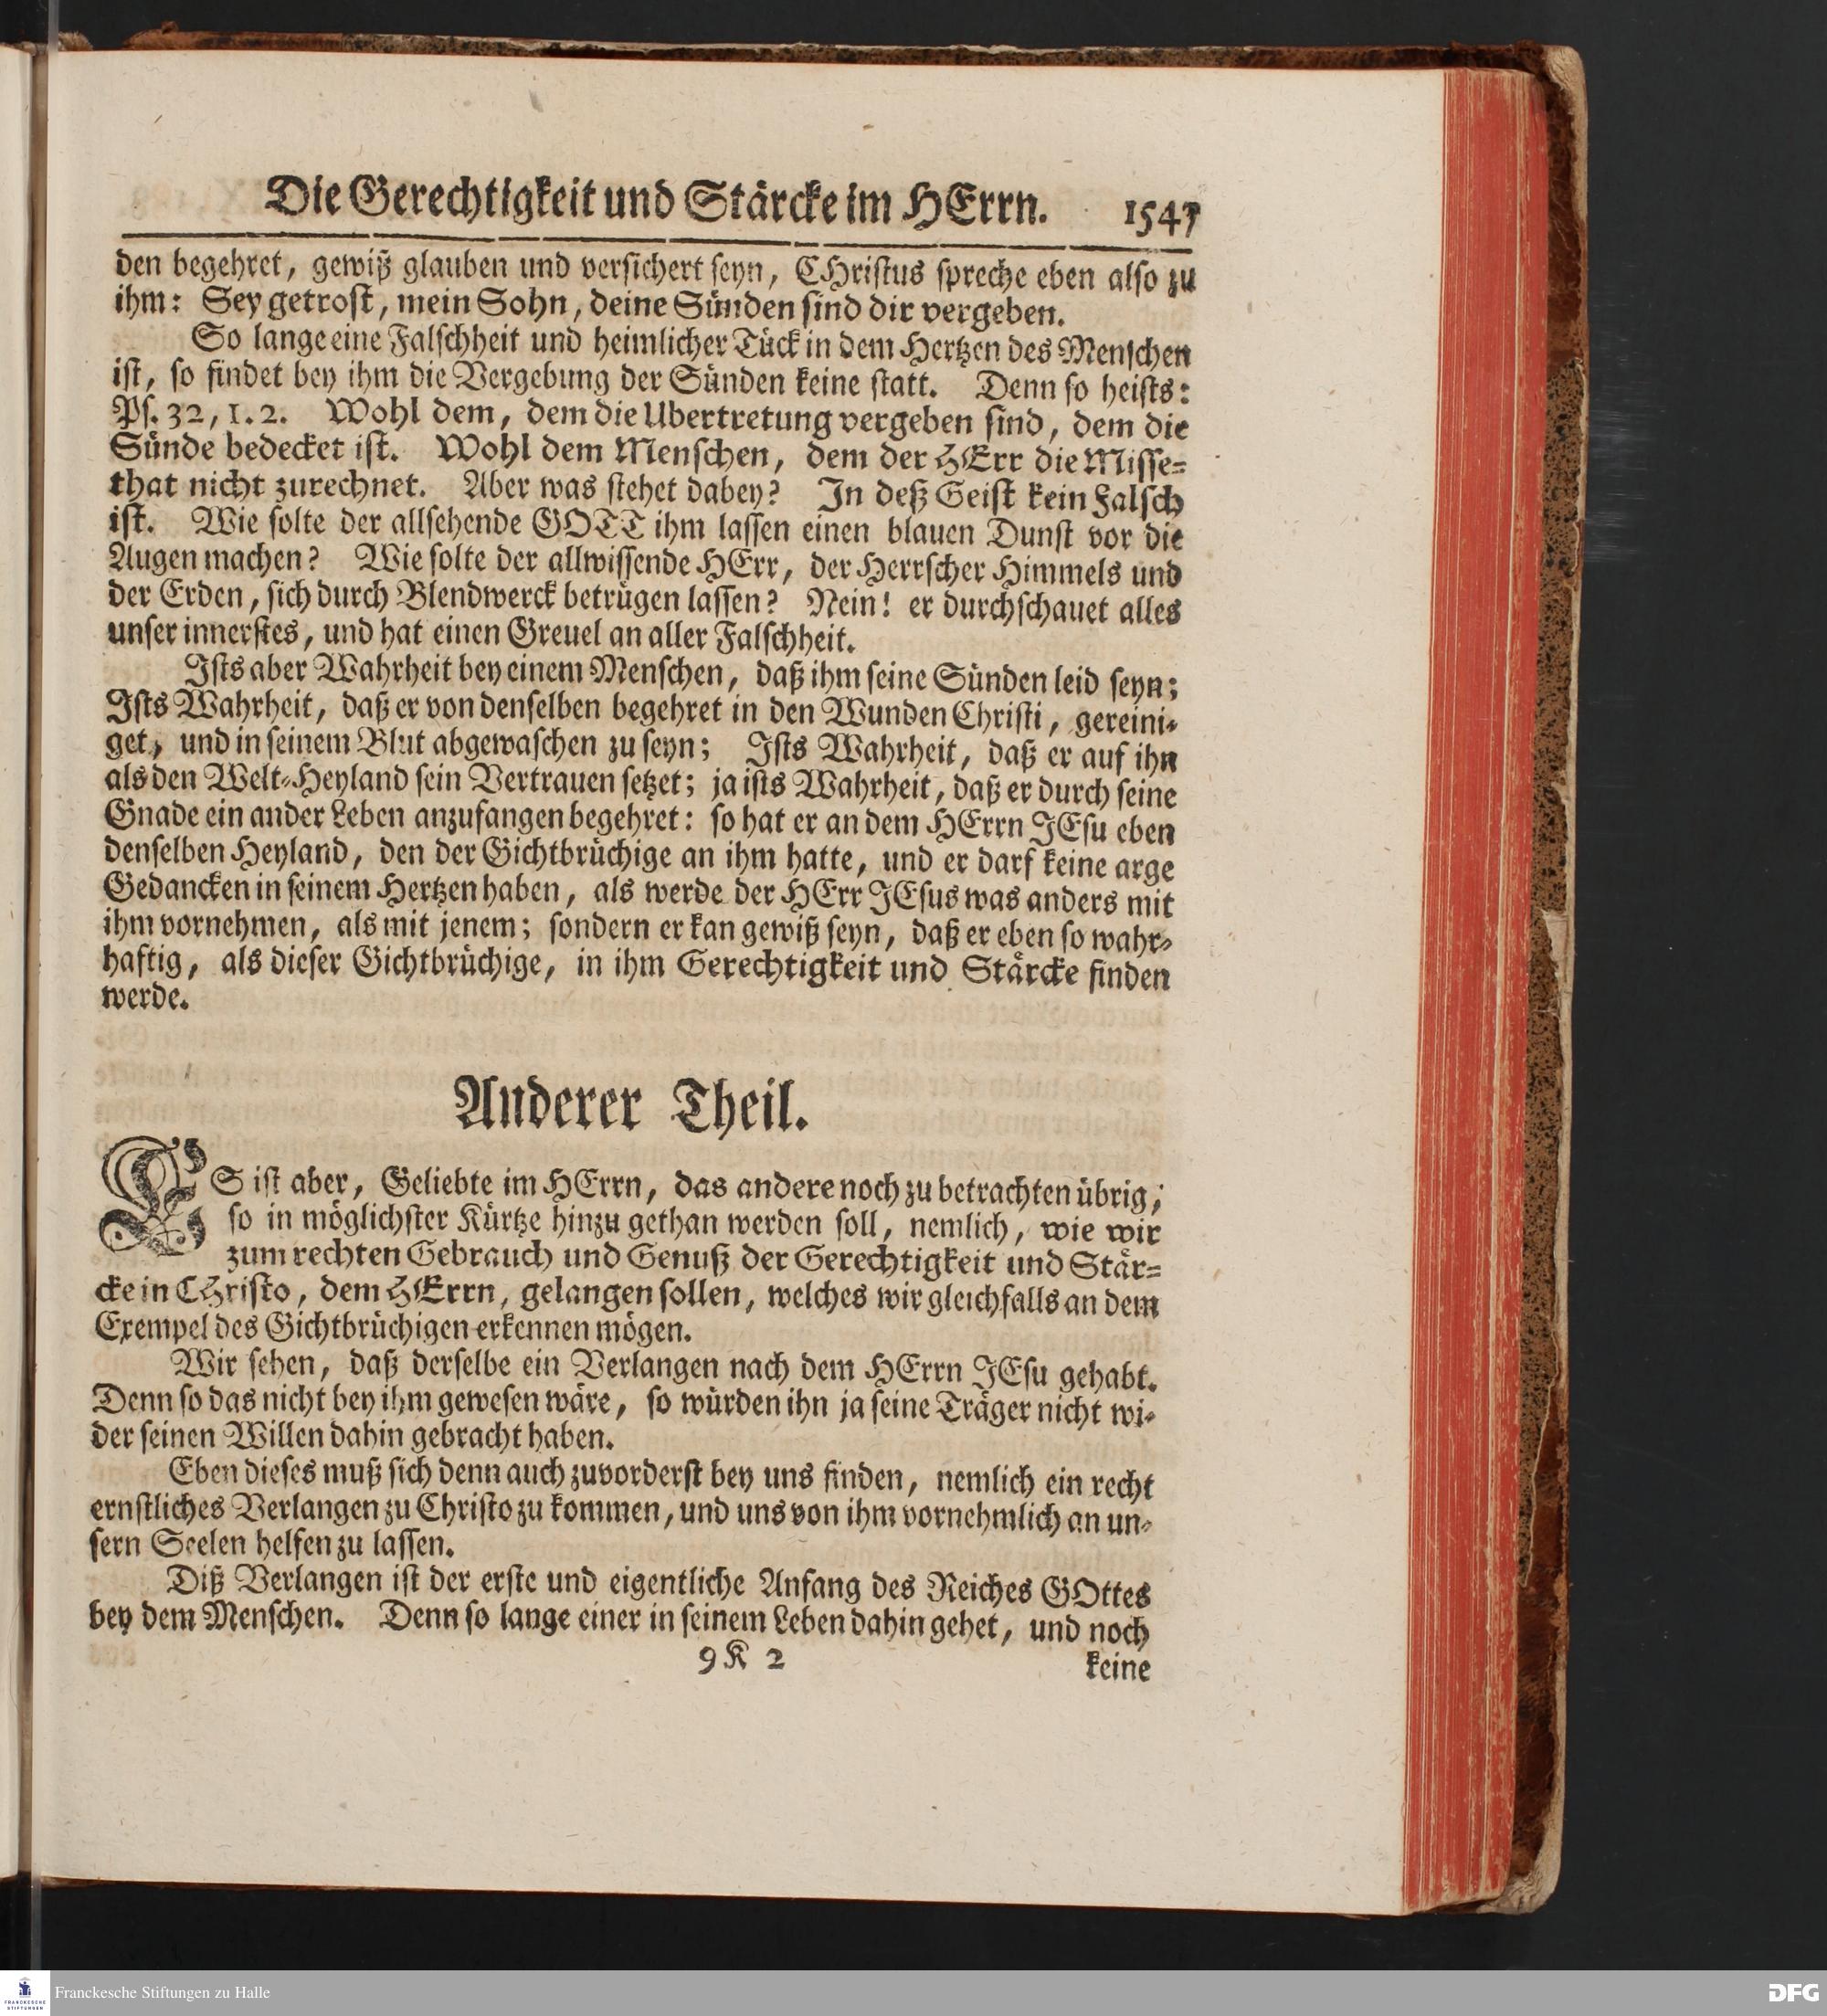 Die Gerechtigkeit und Stärcke im HErrn. 1547
den begehret, gewiß glauben und versichert seyn, CHristus spreche eben also zu
ihm: Sey getrost, mein Sohn, deine Sünden sind dir vergeben.
So lange eine Falschheit und heimlicher Tück in dem Hertzen des Menschen
ist, so findet bey ihm die Vergebung der Sünden keine statt. Denn so heists:
Ps. 32, 1. 2. Wohl dem, dem die Ubertretung vergeben sind, dem die
Sünde bedecket ist. Wohl dem Menschen, dem der HErr die Misse-
that nicht zurechnet. Aber was stehet dabey? In deß Geist kein Falsch
ist. Wie solte der allsehende GOTT ihm lassen einen blauen Dunst vor die
Augen machen? Wie solte der allwissende HErr, der Herrscher Himmels und
der Erden, sich durch Blendwerck betrügen lassen? Nein! er durchschauet alles
unser innerstes, und hat einen Greuel an aller Falschheit.
Ists aber Wahrheit bey einem Menschen, daß ihm seine Sünden leid seyn;
Ists Wahrheit, daß er von denselben begehret in den Wunden Christi, gereini-
get, und in seinem Blut abgewaschen zu seyn; Ists Wahrheit, daß er auf ihn
als den Welt-Heyland sein Vertrauen setzet; ja ists Wahrheit, daß er durch seine
Gnade ein ander Leben anzufangen begehret: so hat er an dem HErrn JEsu eben
denselben Heyland, den der Gichtbrüchige an ihm hatte, und er darf keine arge
Gedancken in seinem Hertzen haben, als werde der HErr JEsus was anders mit
ihm vornehmen, als mit jenem; sondern er kan gewiß seyn, daß er eben so wahr-
haftig, als dieser Gichtbrüchige, in ihm Gerechtigkeit und Stärcke finden
werde.
Anderer Theil.
ES ist aber, Geliebte im HErrn, das andere noch zu betrachten übrig,
so in möglichster Kürtze hinzu gethan werden soll, nemlich, wie wir
zum rechten Gebrauch und Genuß der Gerechtigkeit und Stär-
cke in CHristo, dem HErrn, gelangen sollen, welches wir gleichfalls an dem
Exempel des Gichtbrüchigen erkennen mögen.
Wir sehen, daß derselbe ein Verlangen nach dem HErrn JEsu gehabt.
Denn so das nicht bey ihm gewesen wäre, so würden ihn ja seine Träger nicht wi-
der seinen Willen dahin gebracht haben.
Eben dieses muß sich denn auch zuvorderst bey uns finden, nemlich ein recht
ernstliches Verlangen zu Christo zu kommen, und uns von ihm vornehmlich an un-
sern Seelen helfen zu lassen.
Diß Verlangen ist der erste und eigentliche Anfang des Reiches GOttes
bey dem Menschen. Denn so lange einer in seinem Leben dahin gehet, und noch
9 K 2 keine
FRANCKESCHE STIFTUNGEN
Franckesche Stiftungen zu Halle
DFG